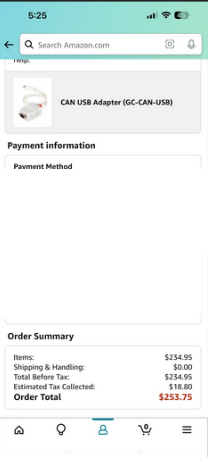 5:25
Search Amazon.com
help.
CAN USB Adapter (GC-CAN-USB)
Payment information
Payment Method
Order Summary
Items: $234.95
Shipping & Handling: $0.00
Total Before Tax: $234.95
Estimated Tax Collected: $18.80
Order Total $253.75
0